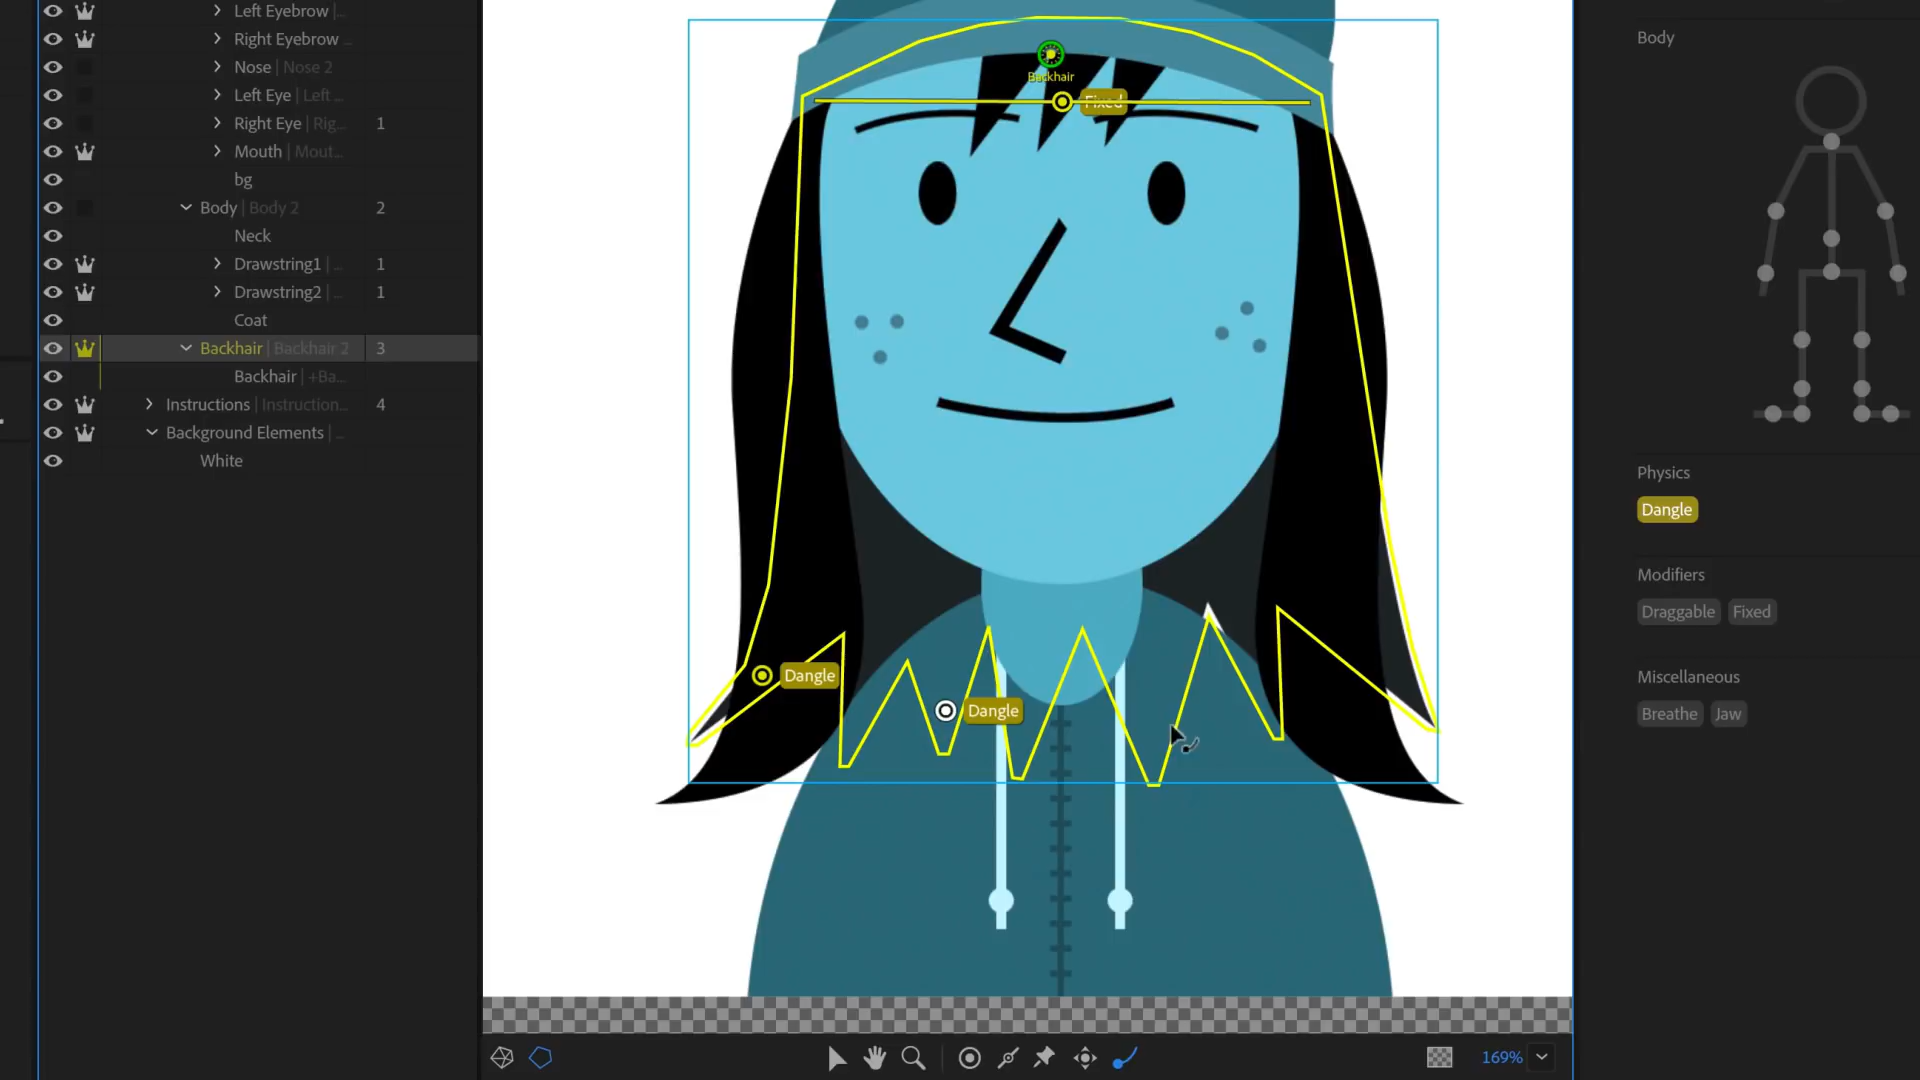 Left Eyebrow | ..
Right Eyebrow ..
Nose | Nose 2
Left Eye | Left ..
Right Eye | Rig... 1
Mouth | Mout...
bg
Body | Body 2 2
Neck
Drawstring1 | .. 1
Drawstring2 | .. 1
Coat
Backhair | Backhair 2 3
Backhair | +Ba...
Instructions | Instruction... 4
Background Elements | ..
White
Backhair
Fixed
Dangle
Dangle
169%
Body
Physics
Dangle
Modifiers
Draggable Fixed
Miscellaneous
Breathe Jaw